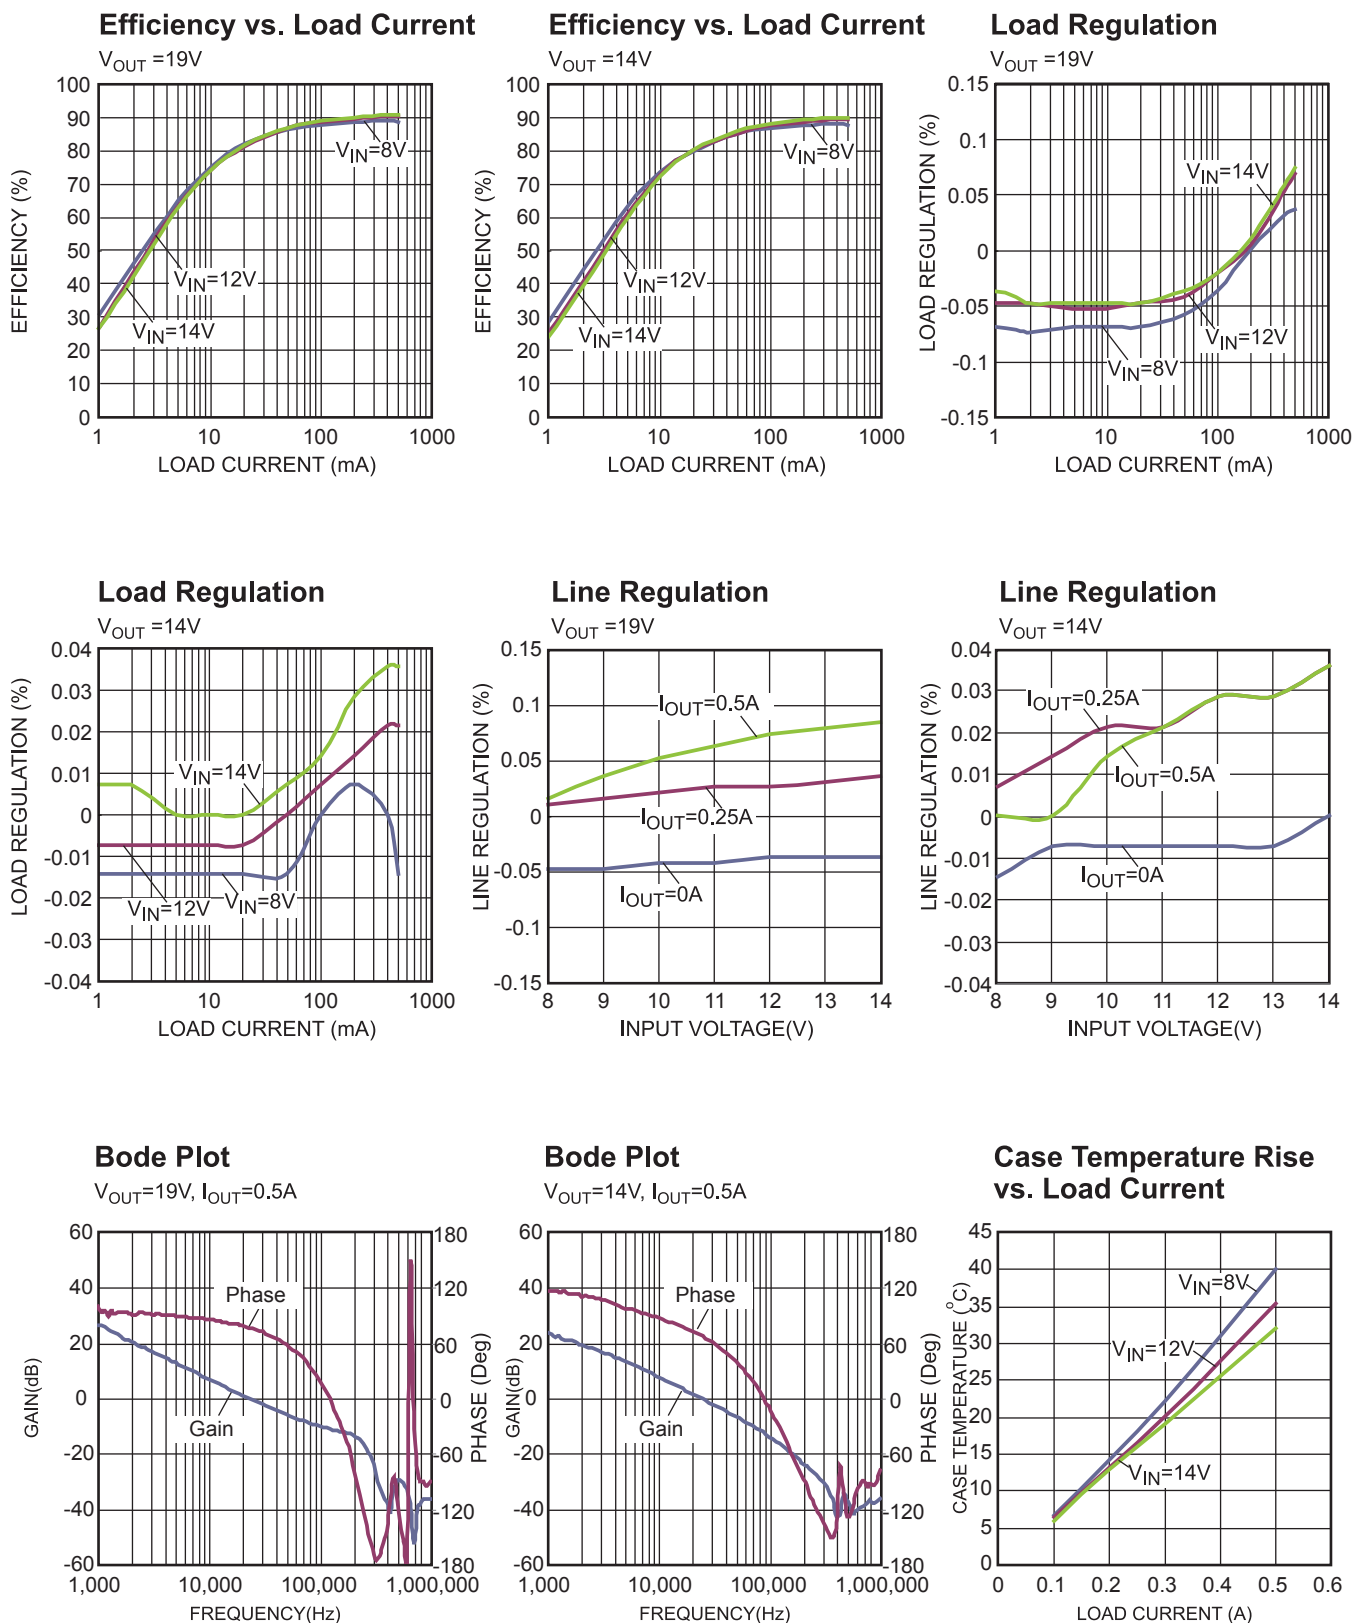 Efficiency vs. Load Current
VOUT =19V
100
90
80
70
60
50
40
30
20
10
0
EFFICIENCY (%)
VIN=8V
VIN=12V
VIN=14V
1
10
100
1000
LOAD CURRENT (mA)
Efficiency vs. Load Current
VOUT =14V
100
90
80
70
60
50
40
30
20
10
0
EFFICIENCY (%)
VIN=8V
VIN=12V
VIN=14V
1
10
100
1000
LOAD CURRENT (mA)
Load Regulation
VOUT =19V
0.15
0.1
0.05
0
-0.05
-0.1
-0.15
LOAD REGULATION (%)
VIN=14V
VIN=12V
VIN=8V
1
10
100
1000
LOAD CURRENT (mA)
Load Regulation
VOUT =14V
0.04
0.03
0.02
0.01
0
-0.01
-0.02
-0.03
-0.04
LOAD REGULATION (%)
VIN=14V
VIN=12V
VIN=8V
1
10
100
1000
LOAD CURRENT (mA)
Line Regulation
VOUT =19V
0.15
0.1
0.05
0
-0.05
-0.1
-0.15
LINE REGULATION (%)
IOUT=0.5A
IOUT=0.25A
IOUT=0A
8
9
10
11
12
13
14
INPUT VOLTAGE(V)
Line Regulation
VOUT =14V
0.04
0.03
0.02
0.01
0
-0.01
-0.02
-0.03
-0.04
LINE REGULATION (%)
IOUT=0.25A
IOUT=0.5A
IOUT=0A
8
9
10
11
12
13
14
INPUT VOLTAGE(V)
Bode Plot
VOUT=19V, IOUT=0.5A
60
40
20
0
-20
-40
-60
GAIN(dB)
Phase
Gain
180
120
60
0
-60
-120
-180
PHASE (Deg)
1,000
10,000
100,000
1,000,000
FREQUENCY(Hz)
Bode Plot
VOUT=14V, IOUT=0.5A
60
40
20
0
-20
-40
-60
GAIN(dB)
Phase
Gain
180
120
60
0
-60
-120
-180
PHASE (Deg)
1,000
10,000
100,000
1,000,000
FREQUENCY(Hz)
Case Temperature Rise
vs. Load Current
45
40
35
30
25
20
15
10
5
0
CASE TEMPERATURE (°C)
VIN=8V
VIN=12V
VIN=14V
0
0.1
0.2
0.3
0.4
0.5
0.6
LOAD CURRENT (A)